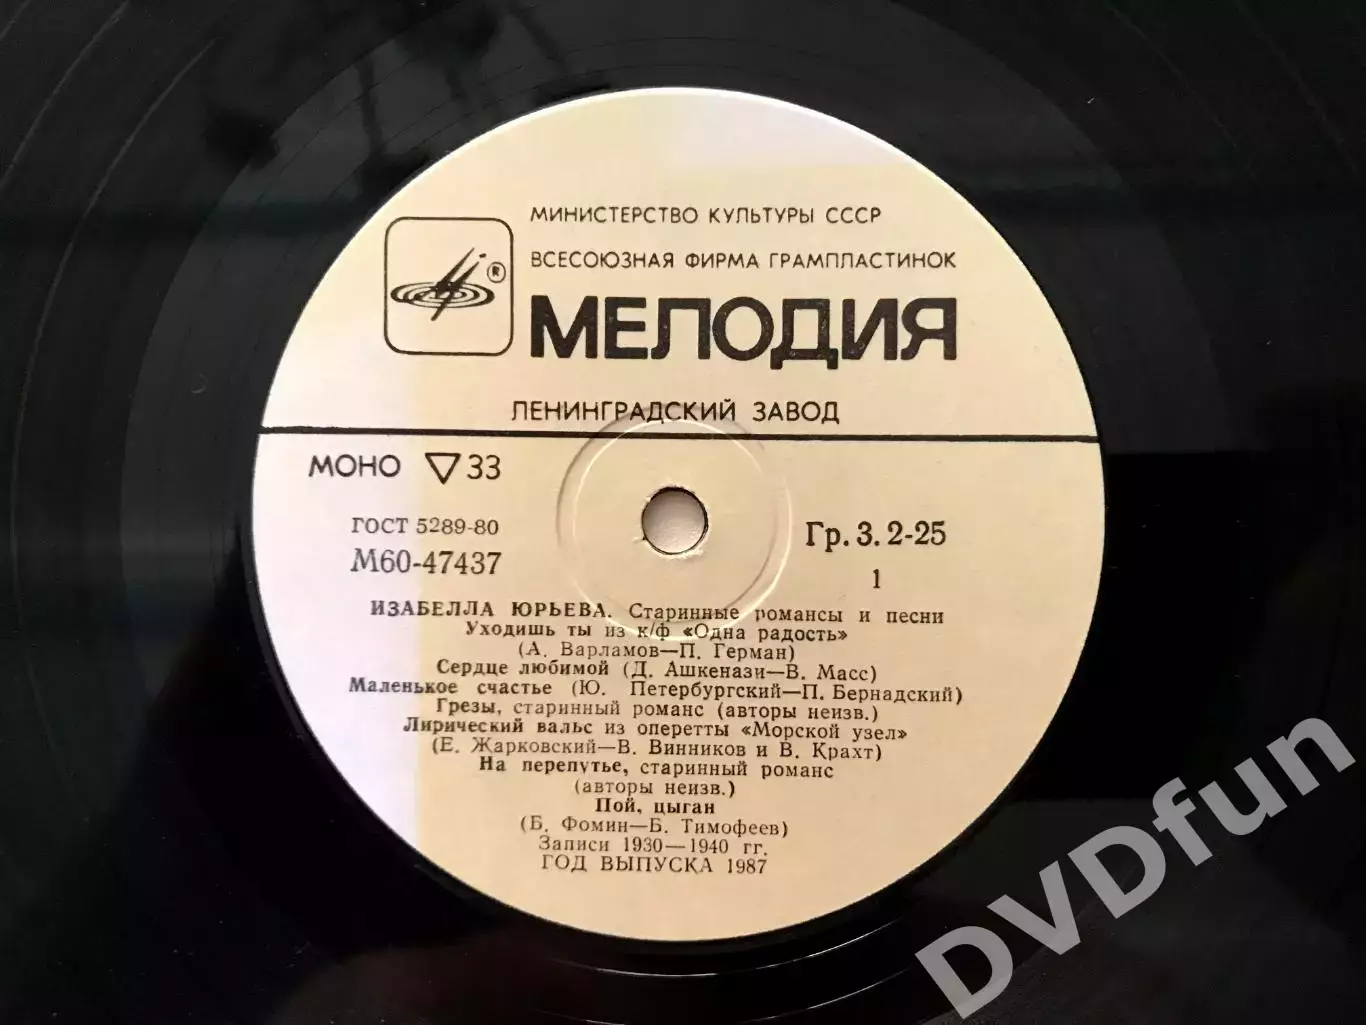 МИНИСТЕРСТВО КУЛЬТУРЫ СССР
ВСЕСОЮЗНАЯ ФИРМА ГРАМПЛАСТИНОК
®
МЕЛОДИЯ
ЛЕНИНГРАДСКИЙ ЗАВОД
МОНО ▽ 33
ГОСТ 5289-80
М60-47437
Гр. 3. 2-25
1
ИЗАБЕЛЛА ЮРЬЕВА. Старинные романсы и песни
Уходишь ты из к/ф «Одна радость»
(А. Варламов—П. Герман)
Сердце любимой (Д. Ашкенази—В. Масс)
Маленькое счастье (Ю. Петербургский—П. Бернадский)
Грезы, старинный романс (авторы неизв.)
Лирический вальс из оперетты «Морской узел»
(Е. Жарковский—В. Винников и В. Крахт)
На перепутье, старинный романс
(авторы неизв.)
Пой, цыган
(Б. Фомин—Б. Тимофеев)
Записи 1930—1940 гг.
ГОД ВЫПУСКА 1987
DVDfun